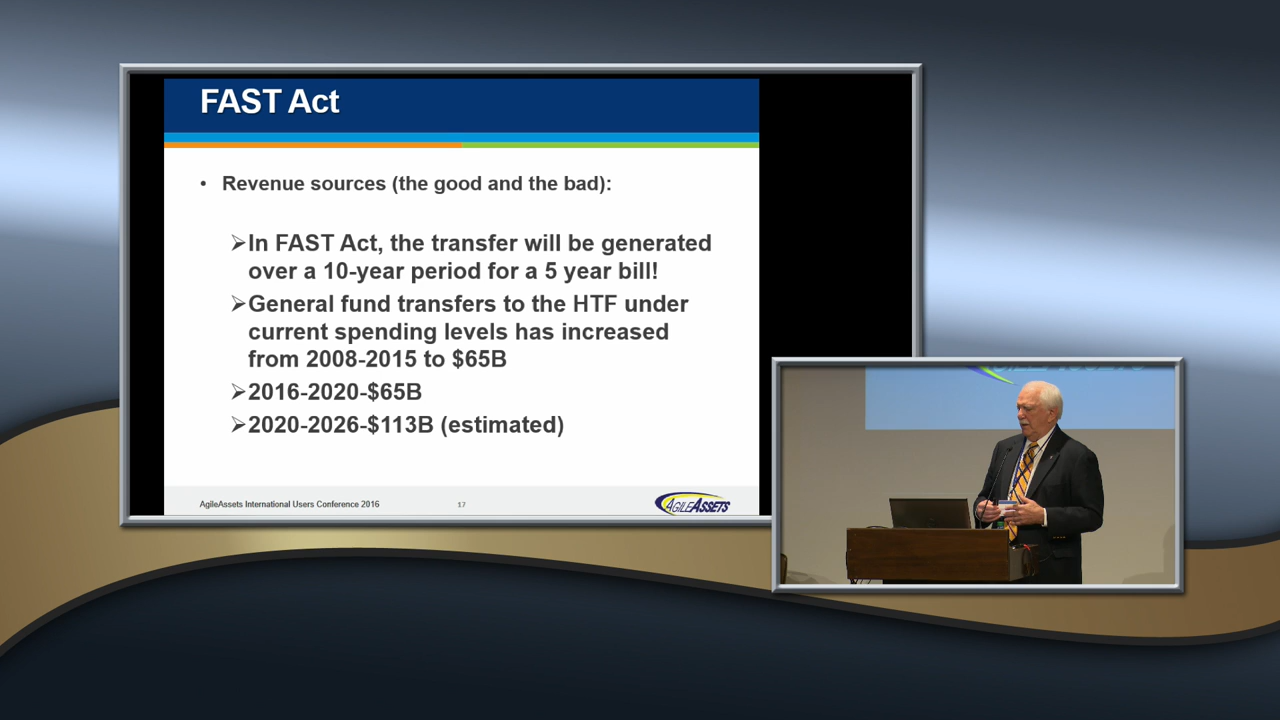 FAST Act
• Revenue sources (the good and the bad):
➢In FAST Act, the transfer will be generated
over a 10-year period for a 5 year bill!
➢General fund transfers to the HTF under
current spending levels has increased
from 2008-2015 to $65B
➢2016-2020-$65B
➢2020-2026-$113B (estimated)
AgileAssets International Users Conference 2016
17
AGILEASSETS